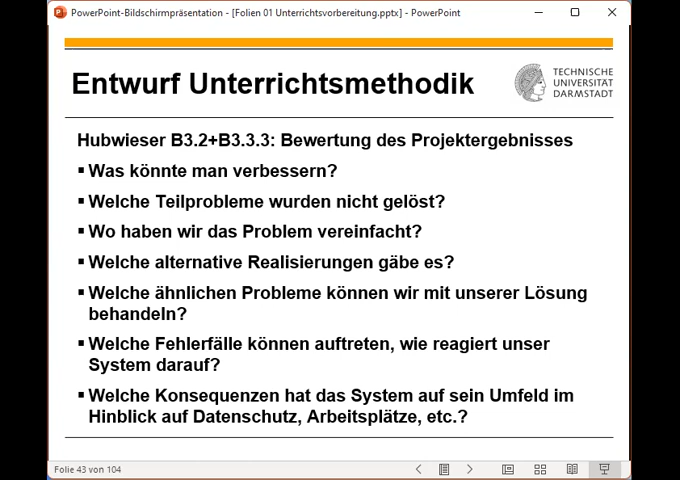 PowerPoint-Bildschirmpräsentation - [Folien 01 Unterrichtsvorbereitung.pptx] - PowerPoint
Entwurf Unterrichtsmethodik
TECHNISCHE
UNIVERSITÄT
DARMSTADT
Hubwieser B3.2+B3.3.3: Bewertung des Projektergebnisses
▪ Was könnte man verbessern?
▪ Welche Teilprobleme wurden nicht gelöst?
▪ Wo haben wir das Problem vereinfacht?
▪ Welche alternative Realisierungen gäbe es?
▪ Welche ähnlichen Probleme können wir mit unserer Lösung
behandeln?
▪ Welche Fehlerfälle können auftreten, wie reagiert unser
System darauf?
▪ Welche Konsequenzen hat das System auf sein Umfeld im
Hinblick auf Datenschutz, Arbeitsplätze, etc.?
Folie 43 von 104